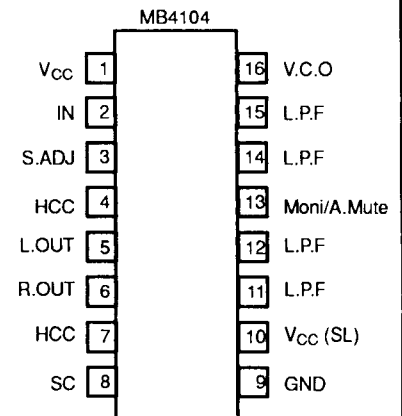 MB4104
VCC 1 16 V.C.O
IN 2 15 L.P.F
S.ADJ 3 14 L.P.F
HCC 4 13 Moni/A.Mute
L.OUT 5 12 L.P.F
R.OUT 6 11 L.P.F
HCC 7 10 VCC (SL)
SC 8 9 GND